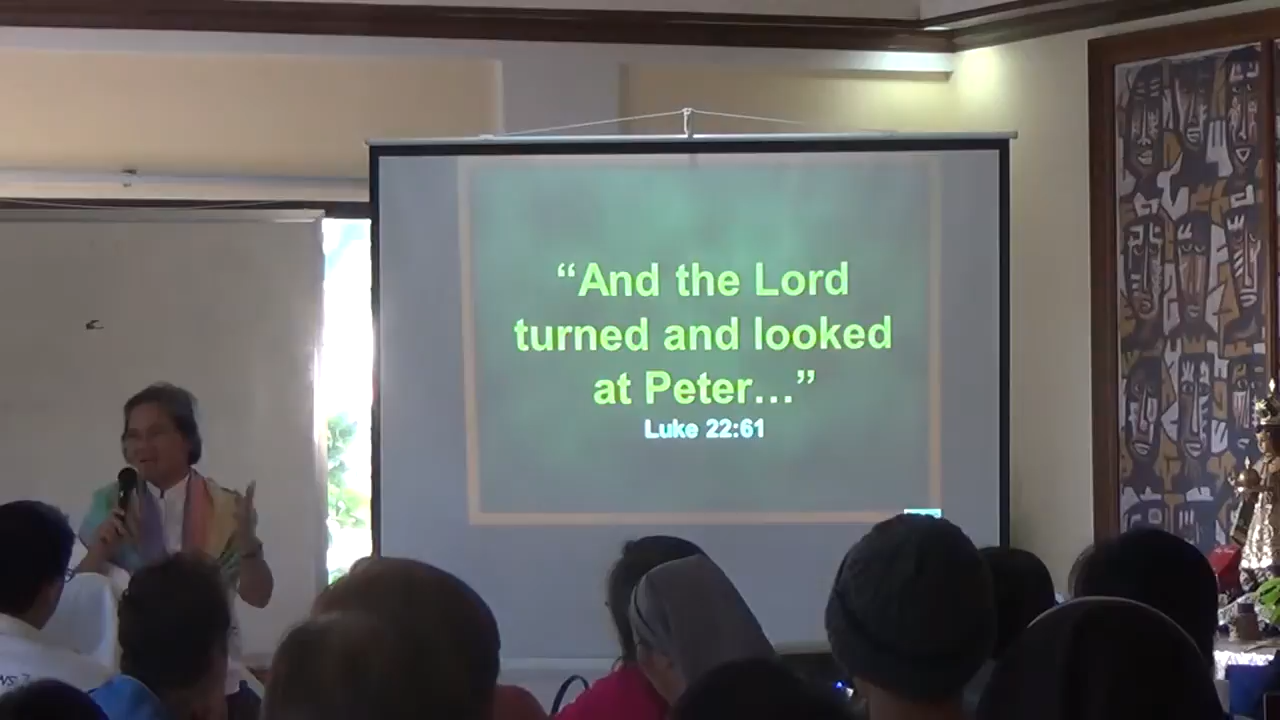 “And the Lord
turned and looked
at Peter...”
Luke 22:61